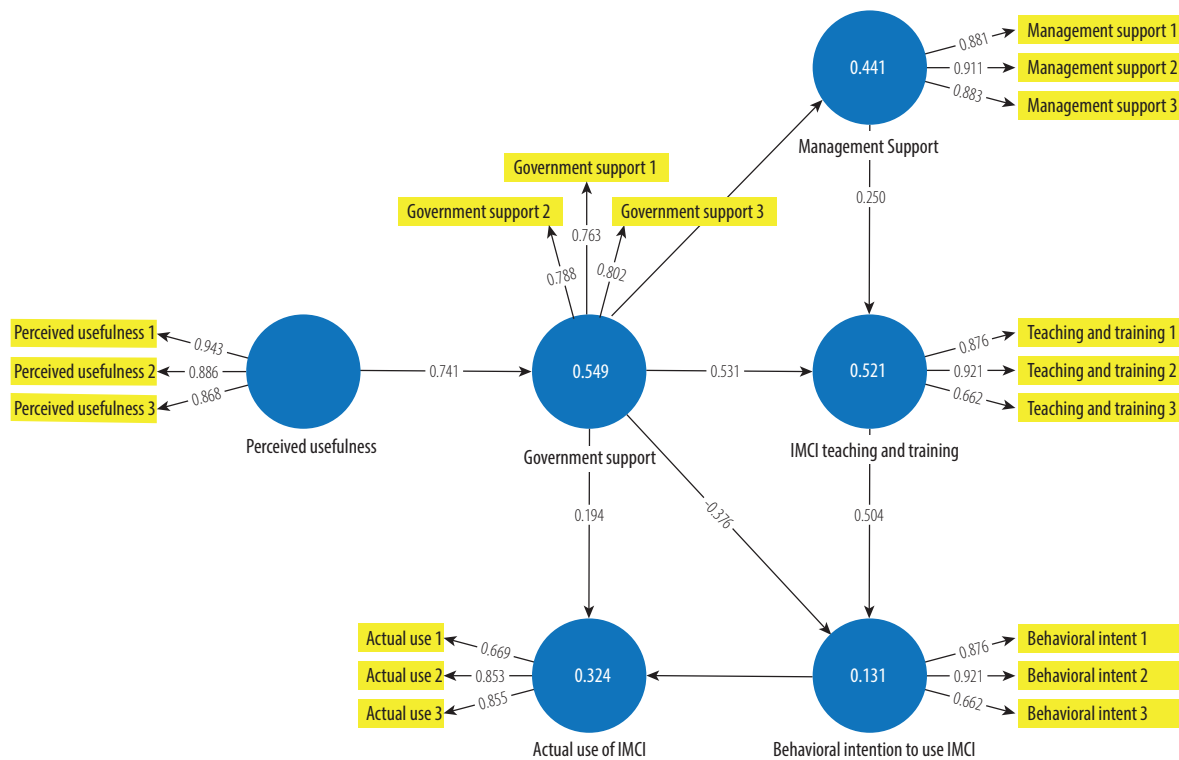 0.441
0.881
0.911
0.883
Management support 1
Management support 2
Management support 3
Management Support
0.250
Government support 1
Government support 2
Government support 3
0.763
0.788
0.802
Perceived usefulness 1
Perceived usefulness 2
Perceived usefulness 3
0.943
0.886
0.868
0.741
0.549
0.531
0.521
0.876
0.921
0.662
Teaching and training 1
Teaching and training 2
Teaching and training 3
Perceived usefulness
Government support
IMCI teaching and training
0.194
-0.376
0.504
Actual use 1
Actual use 2
Actual use 3
0.669
0.853
0.855
0.324
0.131
0.876
0.921
0.662
Behavioral intent 1
Behavioral intent 2
Behavioral intent 3
Actual use of IMCI
Behavioral intention to use IMCI